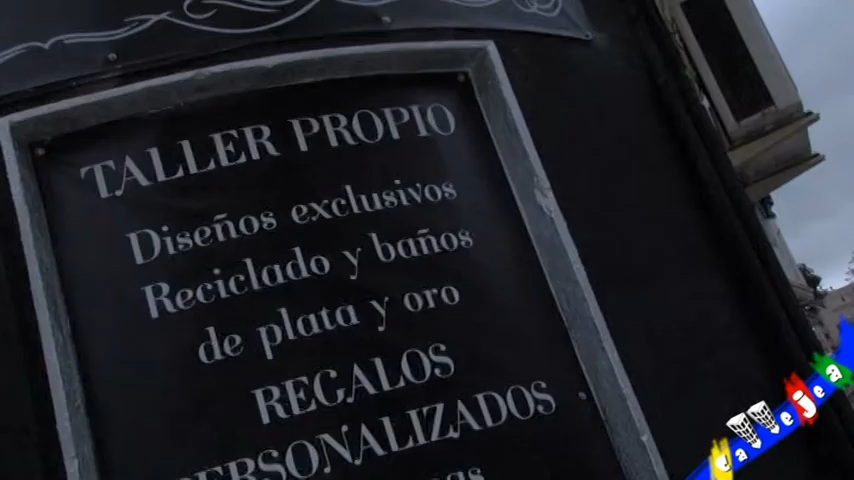 TALLER PROPIO
Diseños exclusivos
Reciclado y baños
de plata y oro
REGALOS
PERSONALIZADOS